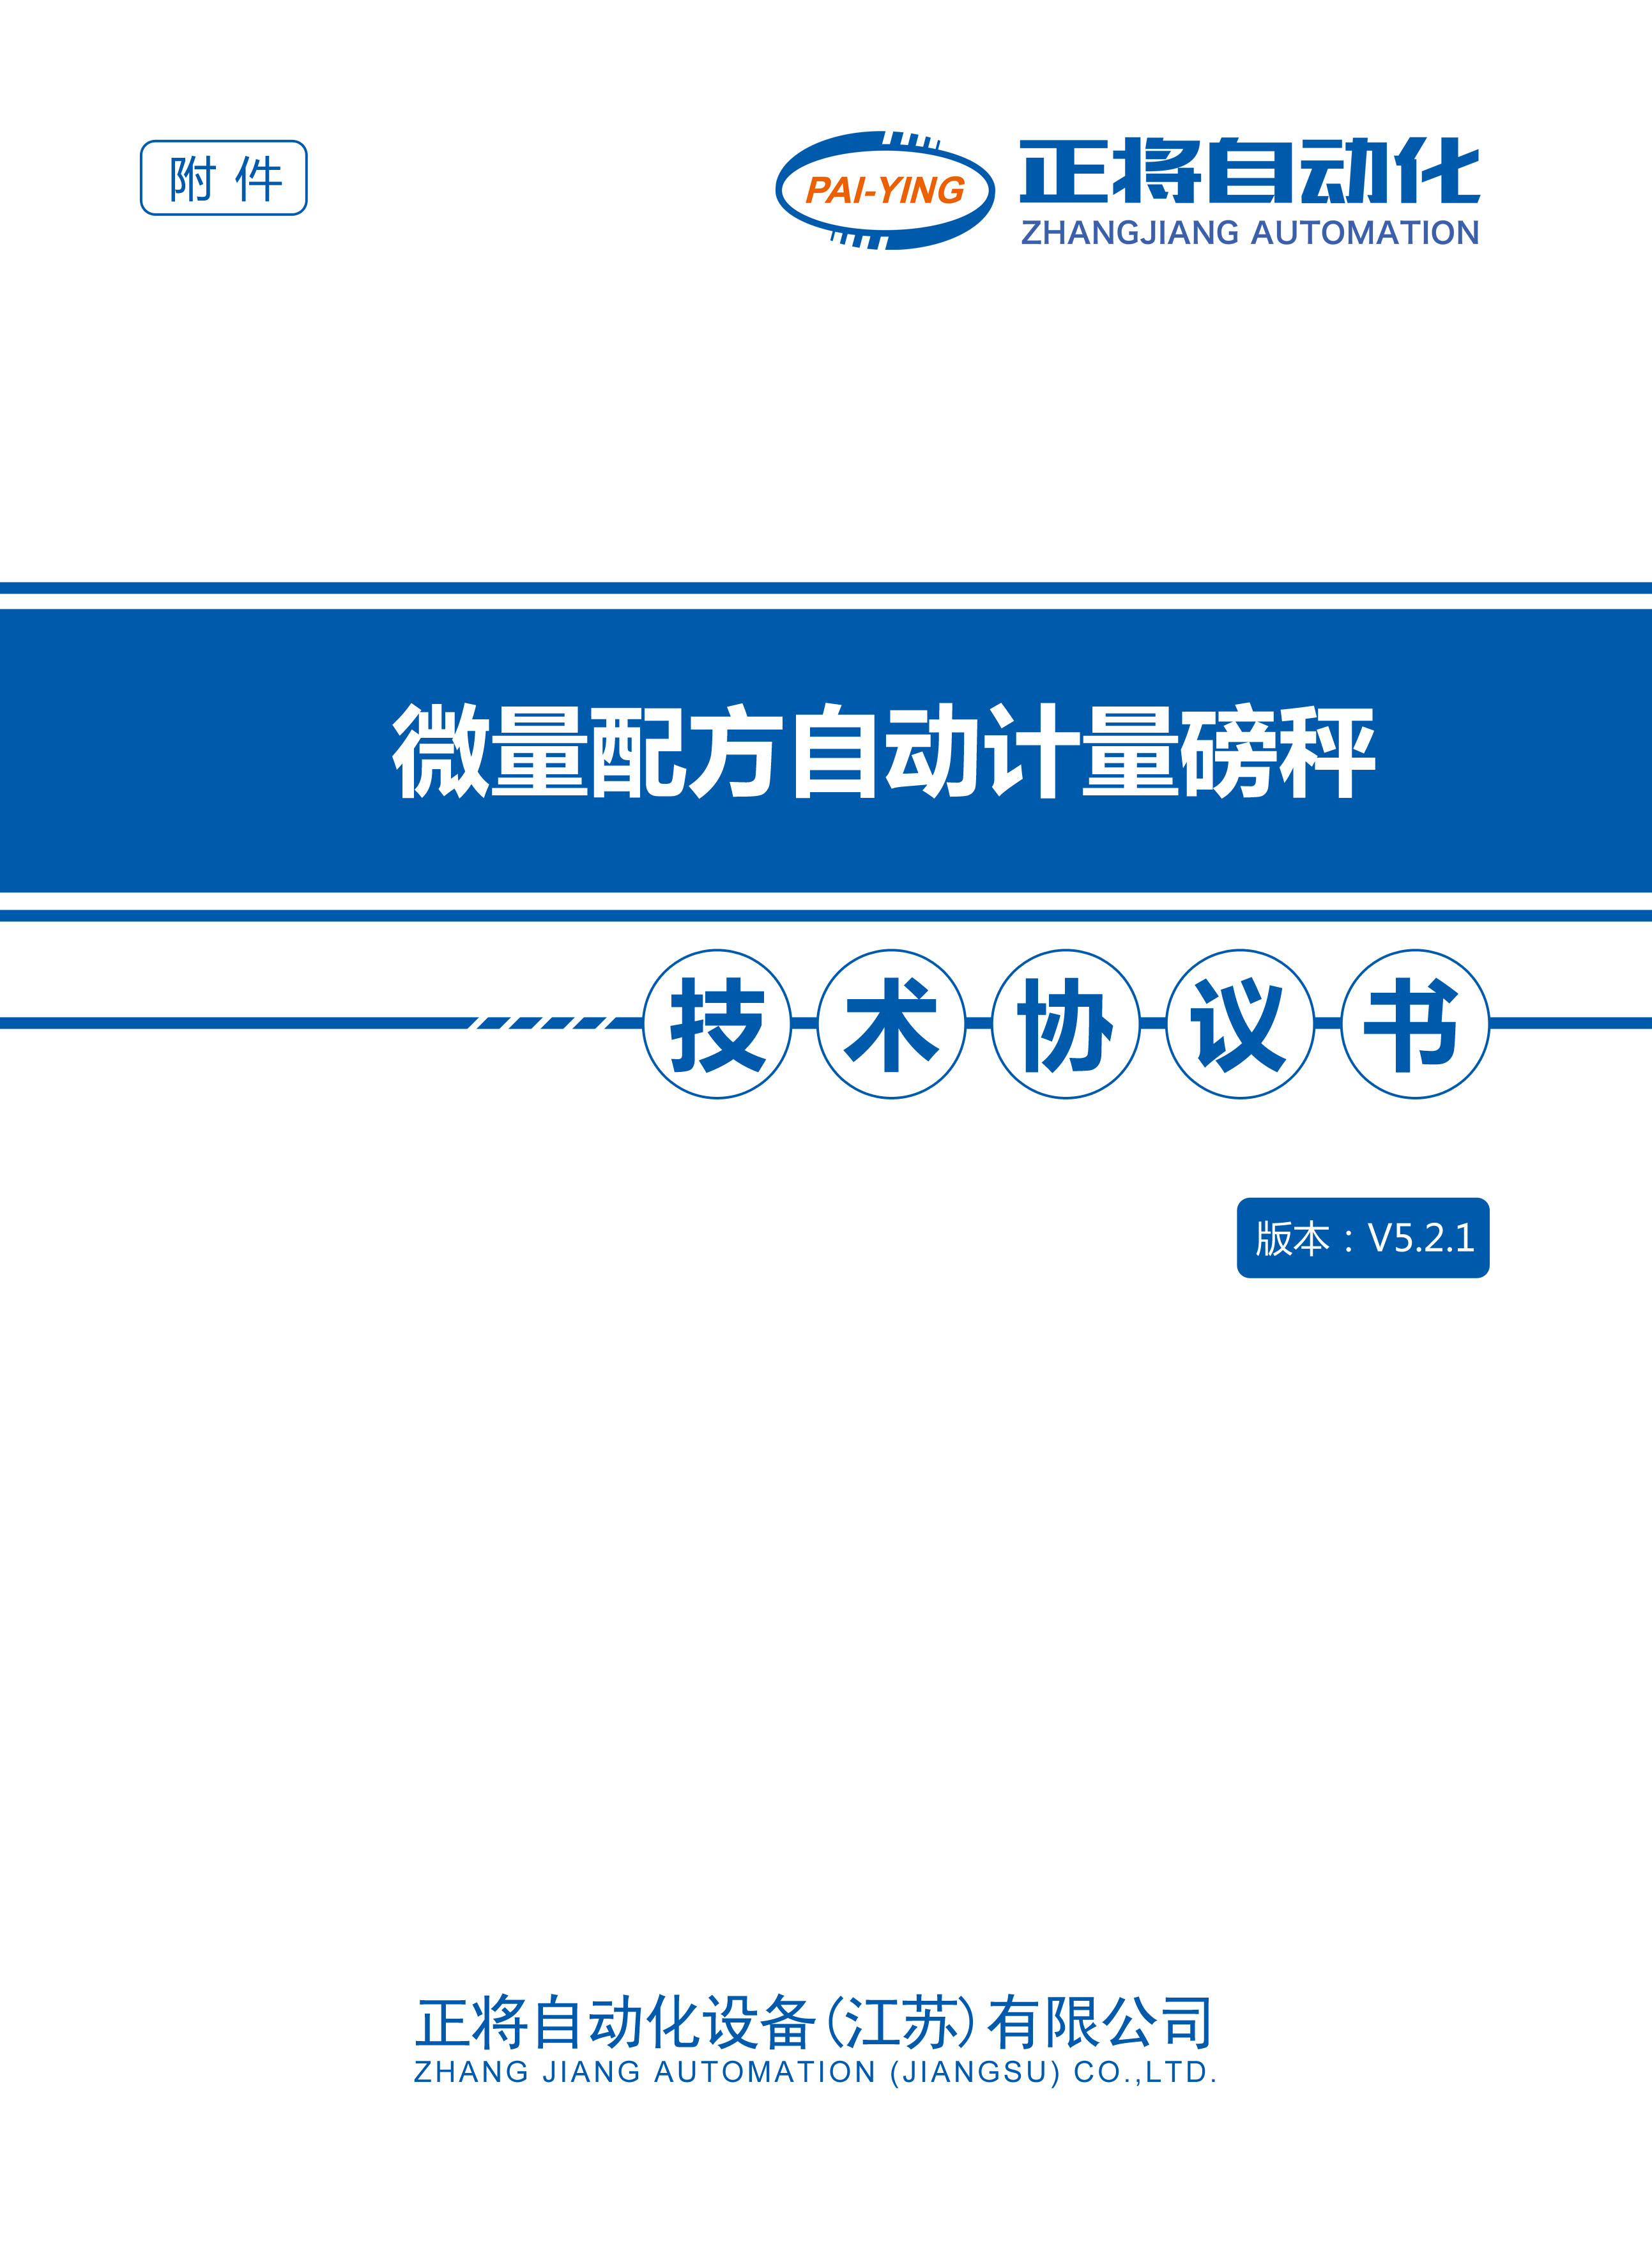 附 件
PAI-YING
正将自动化
ZHANGJIANG AUTOMATION
微量配方自动计量磅秤
技术协议书
版本：V5.2.1
正将自动化设备（江苏）有限公司
ZHANG JIANG AUTOMATION (JIANGSU) CO.,LTD.